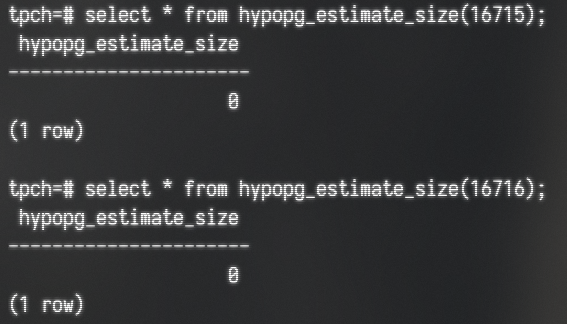 tpch=# select * from hypopg_estimate_size(16715);
 hypopg_estimate_size
----------------------
                    0
(1 row)

tpch=# select * from hypopg_estimate_size(16716);
 hypopg_estimate_size
----------------------
                    0
(1 row)